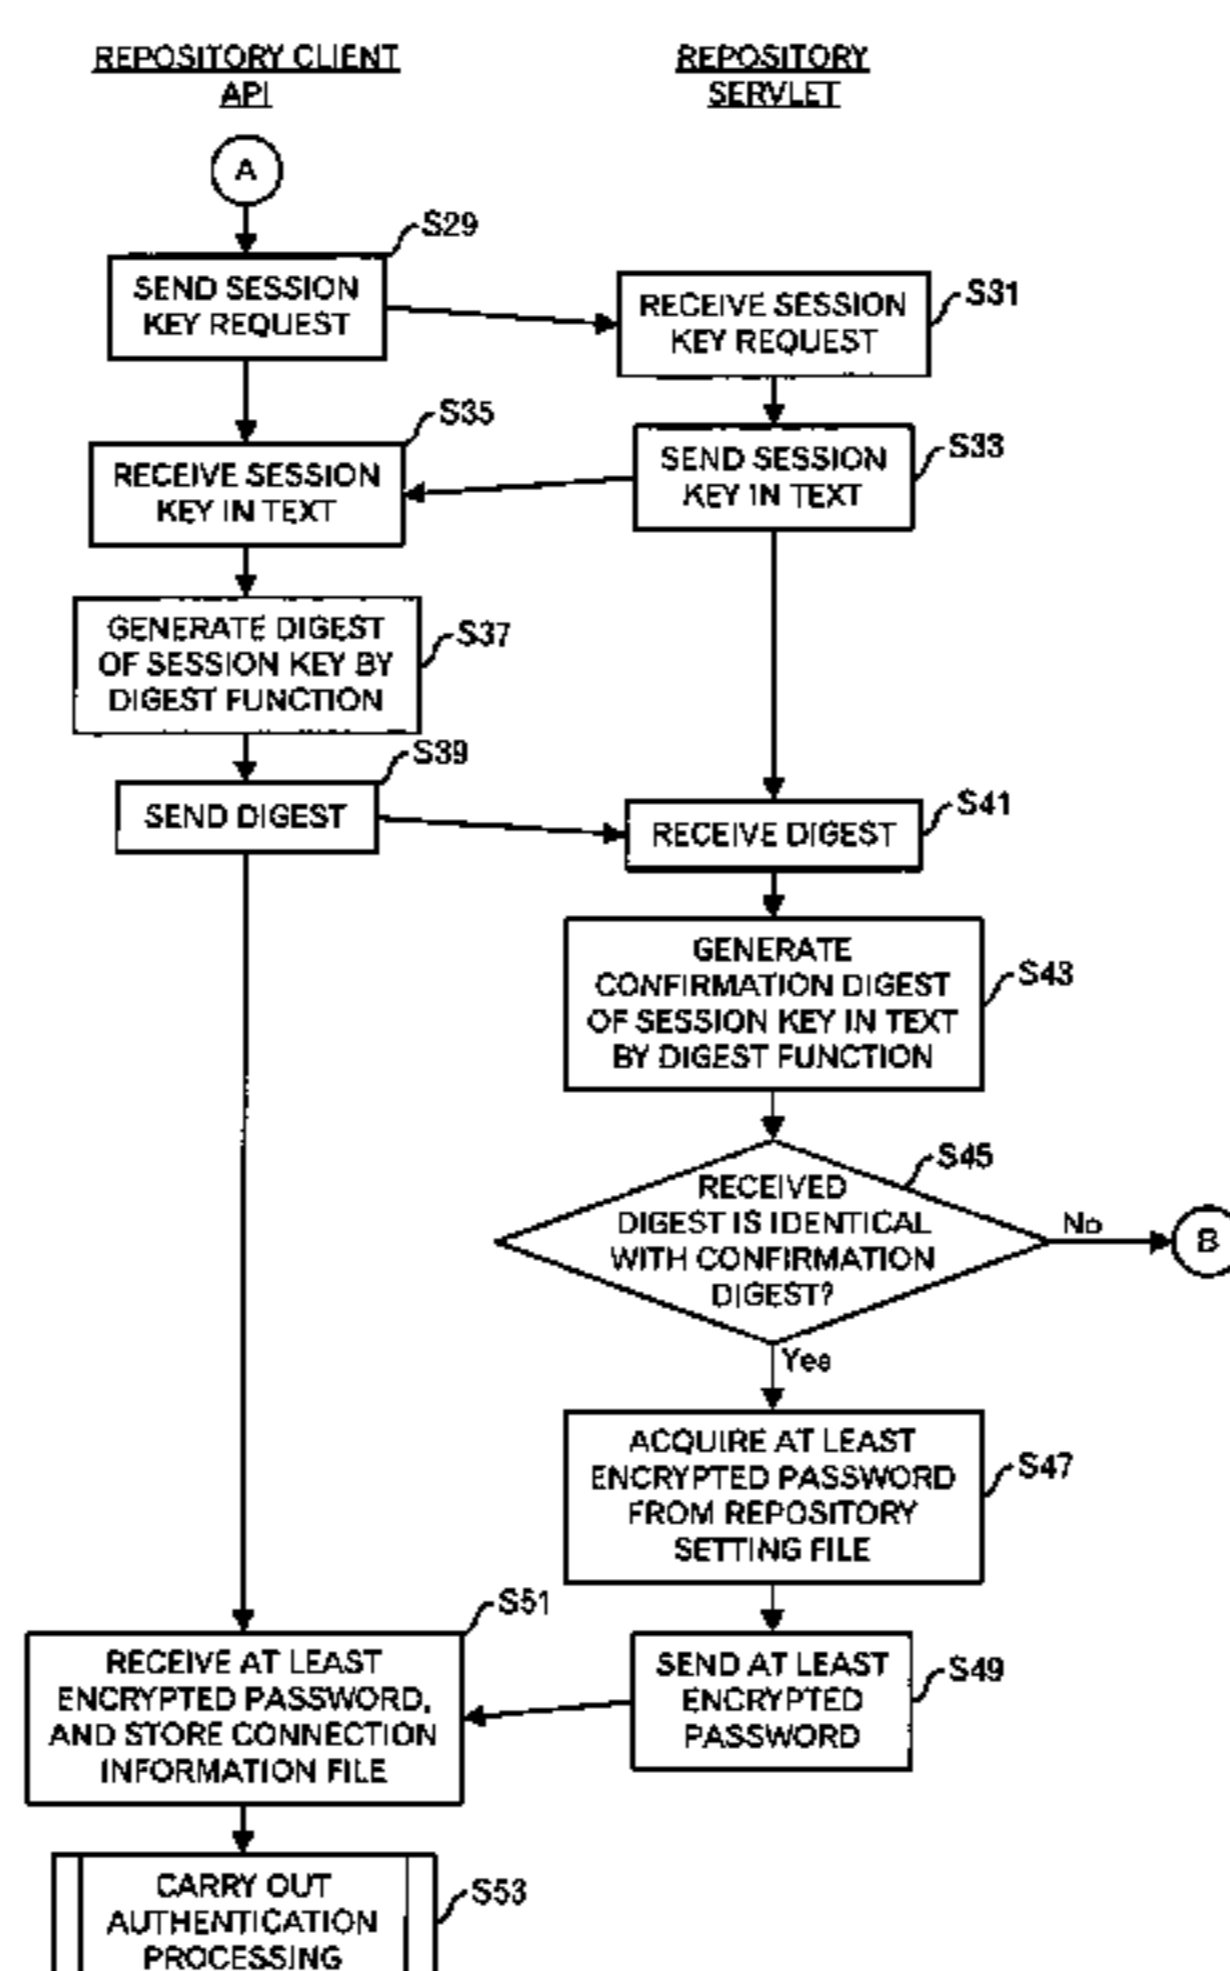 REPOSITORY CLIENT
API
REPOSITORY
SERVLET
A
S29
SEND SESSION
KEY REQUEST
S31
RECEIVE SESSION
KEY REQUEST
S35
RECEIVE SESSION
KEY IN TEXT
S33
SEND SESSION
KEY IN TEXT
S37
GENERATE DIGEST
OF SESSION KEY BY
DIGEST FUNCTION
S39
SEND DIGEST
S41
RECEIVE DIGEST
S43
GENERATE
CONFIRMATION DIGEST
OF SESSION KEY IN TEXT
BY DIGEST FUNCTION
S45
RECEIVED
DIGEST IS IDENTICAL
WITH CONFIRMATION
DIGEST?
No
B
Yes
S47
ACQUIRE AT LEAST
ENCRYPTED PASSWORD
FROM REPOSITORY
SETTING FILE
S51
RECEIVE AT LEAST
ENCRYPTED PASSWORD,
AND STORE CONNECTION
INFORMATION FILE
S49
SEND AT LEAST
ENCRYPTED
PASSWORD
S53
CARRY OUT
AUTHENTICATION
PROCESSING